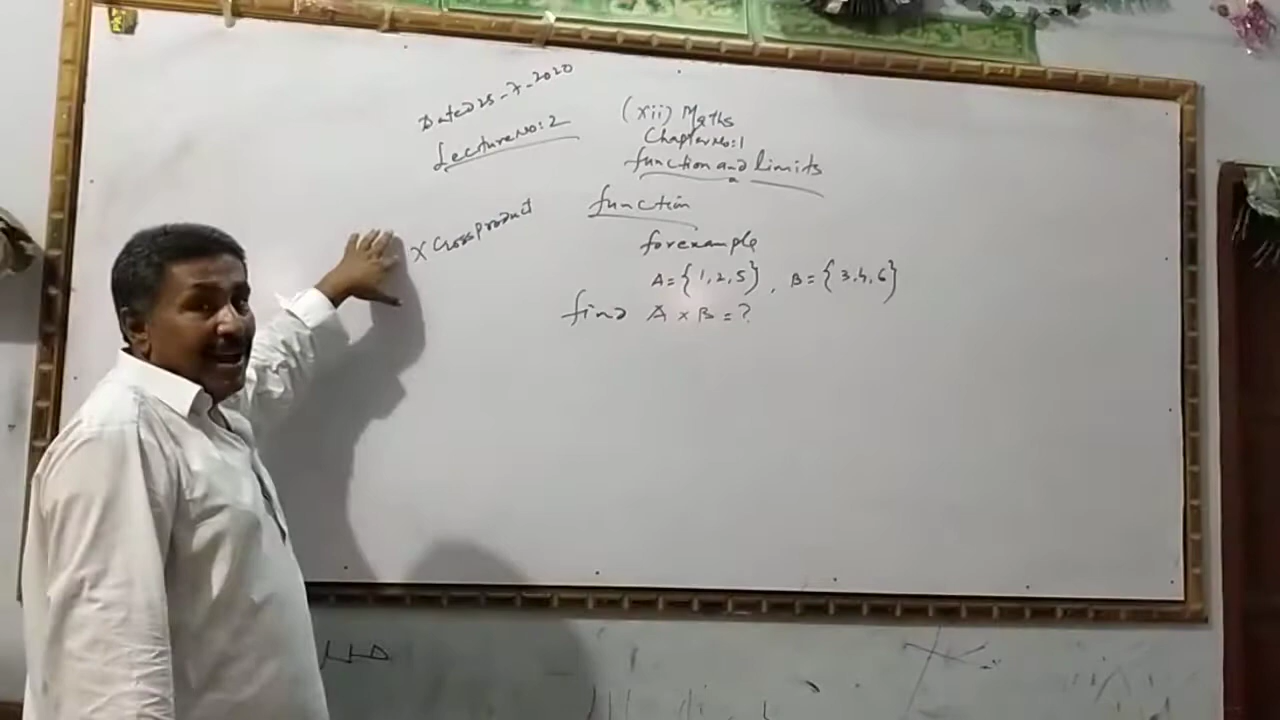 Dated 25-7-2020
Lecture No: 2
(xii) Maths
Chapter No: 1
function and limits
function
X Cross Product
for example
A = {1, 2, 5}, B = {3, 4, 6}
find A × B = ?